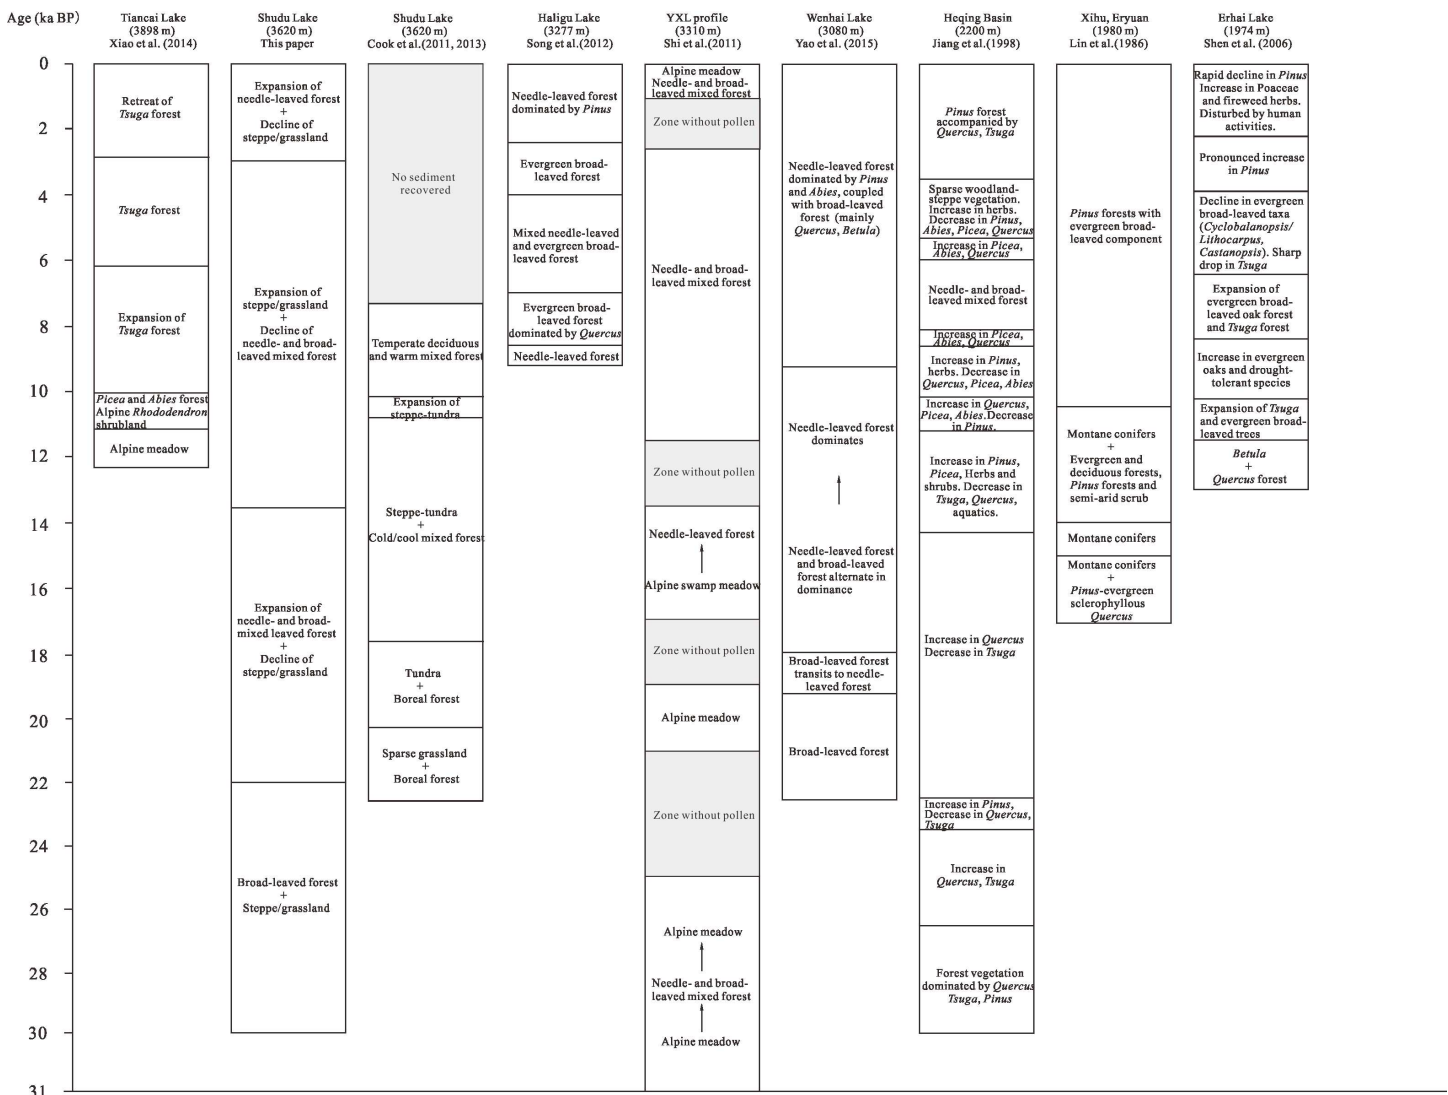 Age (ka BP)
0
2
4
6
8
10
12
14
16
18
20
22
24
26
28
30
31
Tiancai Lake
(3898 m)
Xiao et al. (2014)
Retreat of
Tsuga forest
Tsuga forest
Expansion of
Tsuga forest
Picea and Abies forest
Alpine Rhododendron
shrubland
Alpine meadow
Shudu Lake
(3620 m)
This paper
Expansion of
needle-leaved forest
+
Decline of
steppe/grassland
Expansion of
steppe/grassland
+
Decline of
needle- and broad-
leaved mixed forest
Expansion of
needle- and broad-
mixed leaved forest
+
Decline of
steppe/grassland
Broad-leaved forest
+
Steppe/grassland
Shudu Lake
(3620 m)
Cook et al.(2011, 2013)
No sediment
recovered
Temperate deciduous
and warm mixed forest
Expansion of
steppe-tundra
Steppe-tundra
+
Cold/cool mixed forest
Tundra
+
Boreal forest
Sparse grassland
+
Boreal forest
Haligu Lake
(3277 m)
Song et al.(2012)
Needle-leaved forest
dominated by Pinus
Evergreen broad-
leaved forest
Mixed needle-leaved
and evergreen broad-
leaved forest
Evergreen broad-
leaved forest
dominated by Quercus
Needle-leaved forest
YXL profile
(3310 m)
Shi et al.(2011)
Alpine meadow
Needle- and broad-
leaved mixed forest
Zone without pollen
Needle- and broad-
leaved mixed forest
Zone without pollen
Needle-leaved forest
Alpine swamp meadow
Zone without pollen
Alpine meadow
Zone without pollen
Alpine meadow
Needle- and broad-
leaved mixed forest
Alpine meadow
Wenhai Lake
(3080 m)
Yao et al. (2015)
Needle-leaved forest
dominated by Pinus
and Abies, coupled
with broad-leaved
forest (mainly
Quercus, Betula)
Needle-leaved forest
dominates
Needle-leaved forest
and broad-leaved
forest alternate in
dominance
Broad-leaved forest
transits to needle-
leaved forest
Broad-leaved forest
Heqing Basin
(2200 m)
Jiang et al.(1998)
Pinus forest
accompanied by
Quercus, Tsuga
Sparse woodland-
steppe vegetation.
Increase in herbs.
Decrease in Pinus,
Abies, Picea, Quercus
Increase in Picea,
Abies, Quercus
Needle- and broad-
leaved mixed forest
Increase in Picea,
Abies, Quercus
Increase in Pinus,
herbs. Decrease in
Quercus, Picea, Abies
Increase in Quercus,
Picea, Abies.Decrease
in Pinus.
Increase in Pinus,
Picea, Herbs and
shrubs. Decrease in
Tsuga, Quercus,
aquatics.
Increase in Quercus
Decrease in Tsuga
Increase in Pinus,
Decrease in Quercus,
Tsuga
Increase in
Quercus, Tsuga
Forest vegetation
dominated by Quercus
Tsuga, Pinus
Xihu, Eryuan
(1980 m)
Lin et al.(1986)
Pinus forests with
evergreen broad-
leaved component
Montane conifers
+
Evergreen and
deciduous forests,
Pinus forests and
semi-arid scrub
Montane conifers
Montane conifers
+
Pinus-evergreen
sclerophyllous
Quercus
Erhai Lake
(1974 m)
Shen et al. (2006)
Rapid decline in Pinus
Increase in Poaceae
and fireweed herbs.
Disturbed by human
activities.
Pronounced increase
in Pinus
Decline in evergreen
broad-leaved taxa
(Cyclobalanopsis/
Lithocarpus,
Castanopsis). Sharp
drop in Tsuga
Expansion of
evergreen broad-
leaved oak forest
and Tsuga forest
Increase in evergreen
oaks and drought-
tolerant species
Expansion of Tsuga
and evergreen broad-
leaved trees
Betula
+
Quercus forest